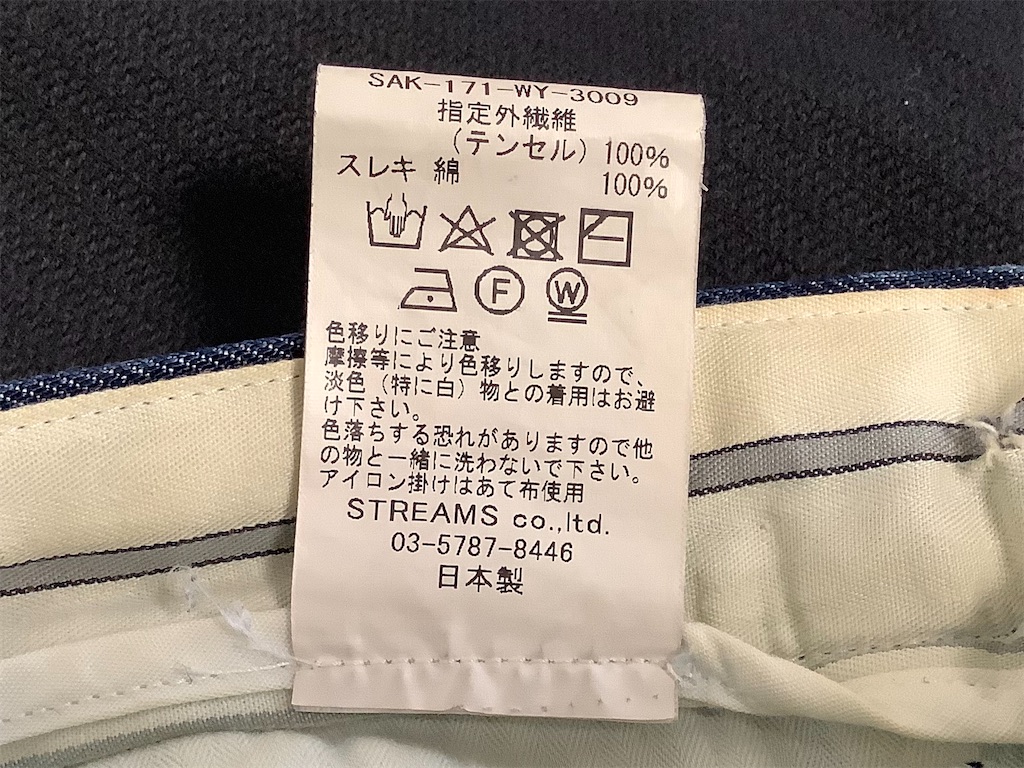 SAK-171-WY-3009
指定外繊維
(テンセル) 100%
スレキ 綿 100%
F W
色移りにご注意
摩擦等により色移りしますので、
淡色(特に白)物との着用はお避
け下さい。
色落ちする恐れがありますので他
の物と一緒に洗わないで下さい。
アイロン掛けはあて布使用
STREAMS co.,ltd.
03-5787-8446
日本製